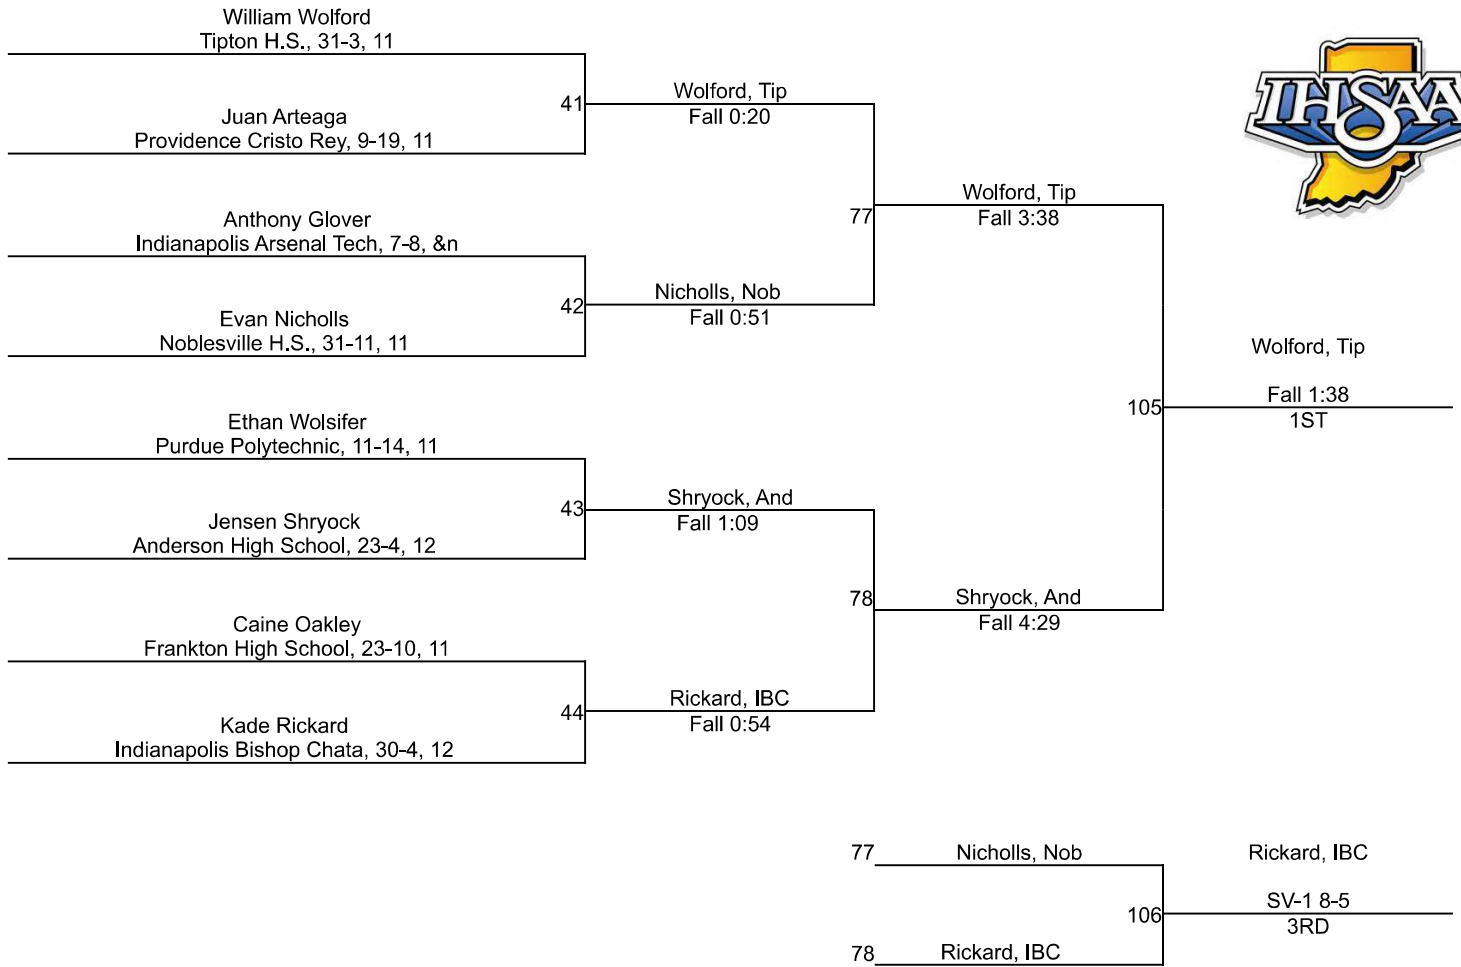 William Wolford
Tipton H.S., 31-3, 11
41
Wolford, Tip
Fall 0:20
IHSAA
Juan Arteaga
Providence Cristo Rey, 9-19, 11
77
Wolford, Tip
Fall 3:38
Anthony Glover
Indianapolis Arsenal Tech, 7-8, &n
42
Nicholls, Nob
Fall 0:51
Evan Nicholls
Noblesville H.S., 31-11, 11
105
Wolford, Tip
Fall 1:38
1ST
Ethan Wolsifer
Purdue Polytechnic, 11-14, 11
43
Shryock, And
Fall 1:09
Jensen Shryock
Anderson High School, 23-4, 12
78
Shryock, And
Fall 4:29
Caine Oakley
Frankton High School, 23-10, 11
44
Rickard, IBC
Fall 0:54
Kade Rickard
Indianapolis Bishop Chata, 30-4, 12
77
Nicholls, Nob
106
Rickard, IBC
SV-1 8-5
3RD
78
Rickard, IBC